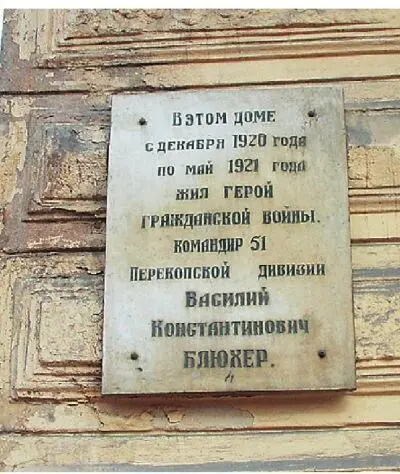 В ЭТОМ ДОМЕ
С ДЕКАБРЯ 1920 ГОДА
ПО МАЙ 1921 ГОДА
ЖИЛ ГЕРОЙ
ГРАЖДАНСКОЙ ВОЙНЫ.
КОМАНДИР 51
ПЕРЕКОПСКОЙ ДИВИЗИИ
ВАСИЛИЙ
КОНСТАНТИНОВИЧ
БЛЮХЕР.